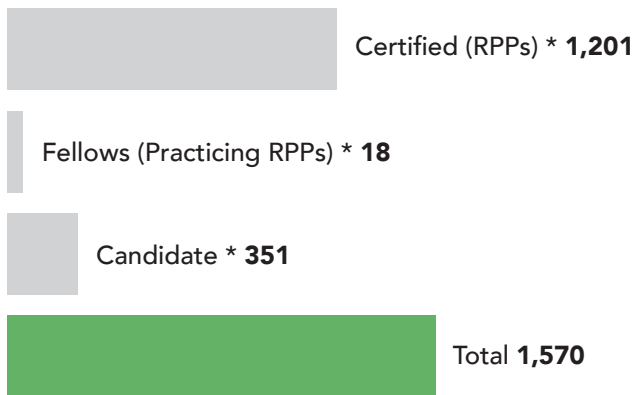 Certified (RPPs) * 1,201
Fellows (Practicing RPPs) * 18
Candidate * 351
Total 1,570